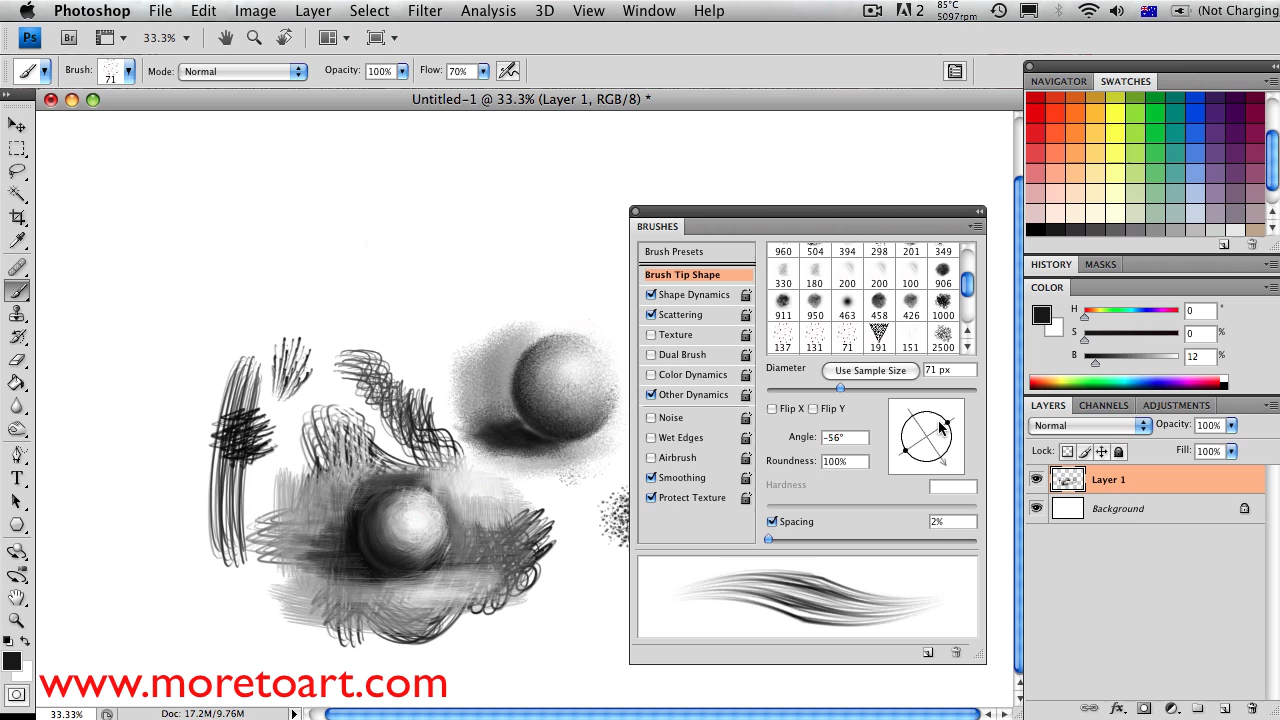 Photoshop File Edit Image Layer Select Filter Analysis 3D View Window Help 2 85°C 5097rpm (Not Charging
Ps Br 33.3%
Brush: 71 Mode: Normal Opacity: 100% Flow: 70%
Untitled-1 @ 33.3% (Layer 1, RGB/8) *
NAVIGATOR SWATCHES
HISTORY MASKS
COLOR
H 0 °
S 0 %
B 12 %
LAYERS CHANNELS ADJUSTMENTS
Normal Opacity: 100%
Lock: Fill: 100%
Layer 1
Background
BRUSHES
Brush Presets
Brush Tip Shape
Shape Dynamics
Scattering
Texture
Dual Brush
Color Dynamics
Other Dynamics
Noise
Wet Edges
Airbrush
Smoothing
Protect Texture
960 504 394 298 201 349
330 180 200 200 100 906
911 950 463 458 426 1000
137 131 71 191 151 2500
Diameter Use Sample Size 71 px
Flip X Flip Y
Angle: -56°
Roundness: 100%
Hardness
Spacing 2%
www.moretoart.com
33.33% Doc: 17.2M/9.76M